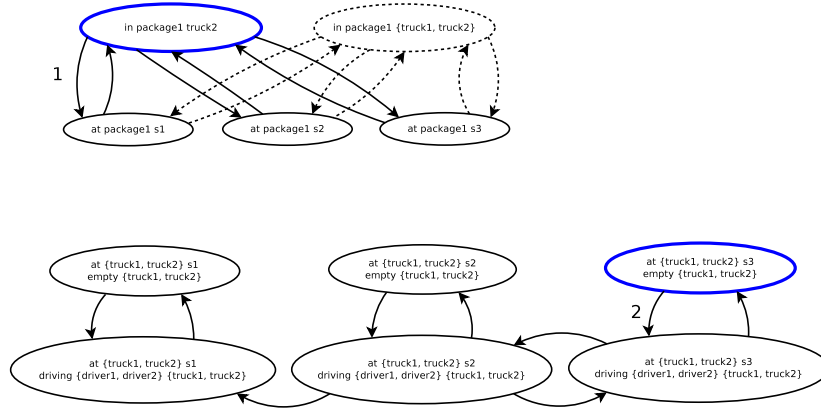 in package1 truck2
in package1 {truck1, truck2}
1
at package1 s1
at package1 s2
at package1 s3
at {truck1, truck2} s1
empty {truck1, truck2}
at {truck1, truck2} s2
empty {truck1, truck2}
at {truck1, truck2} s3
empty {truck1, truck2}
2
at {truck1, truck2} s1
driving {driver1, driver2} {truck1, truck2}
at {truck1, truck2} s2
driving {driver1, driver2} {truck1, truck2}
at {truck1, truck2} s3
driving {driver1, driver2} {truck1, truck2}